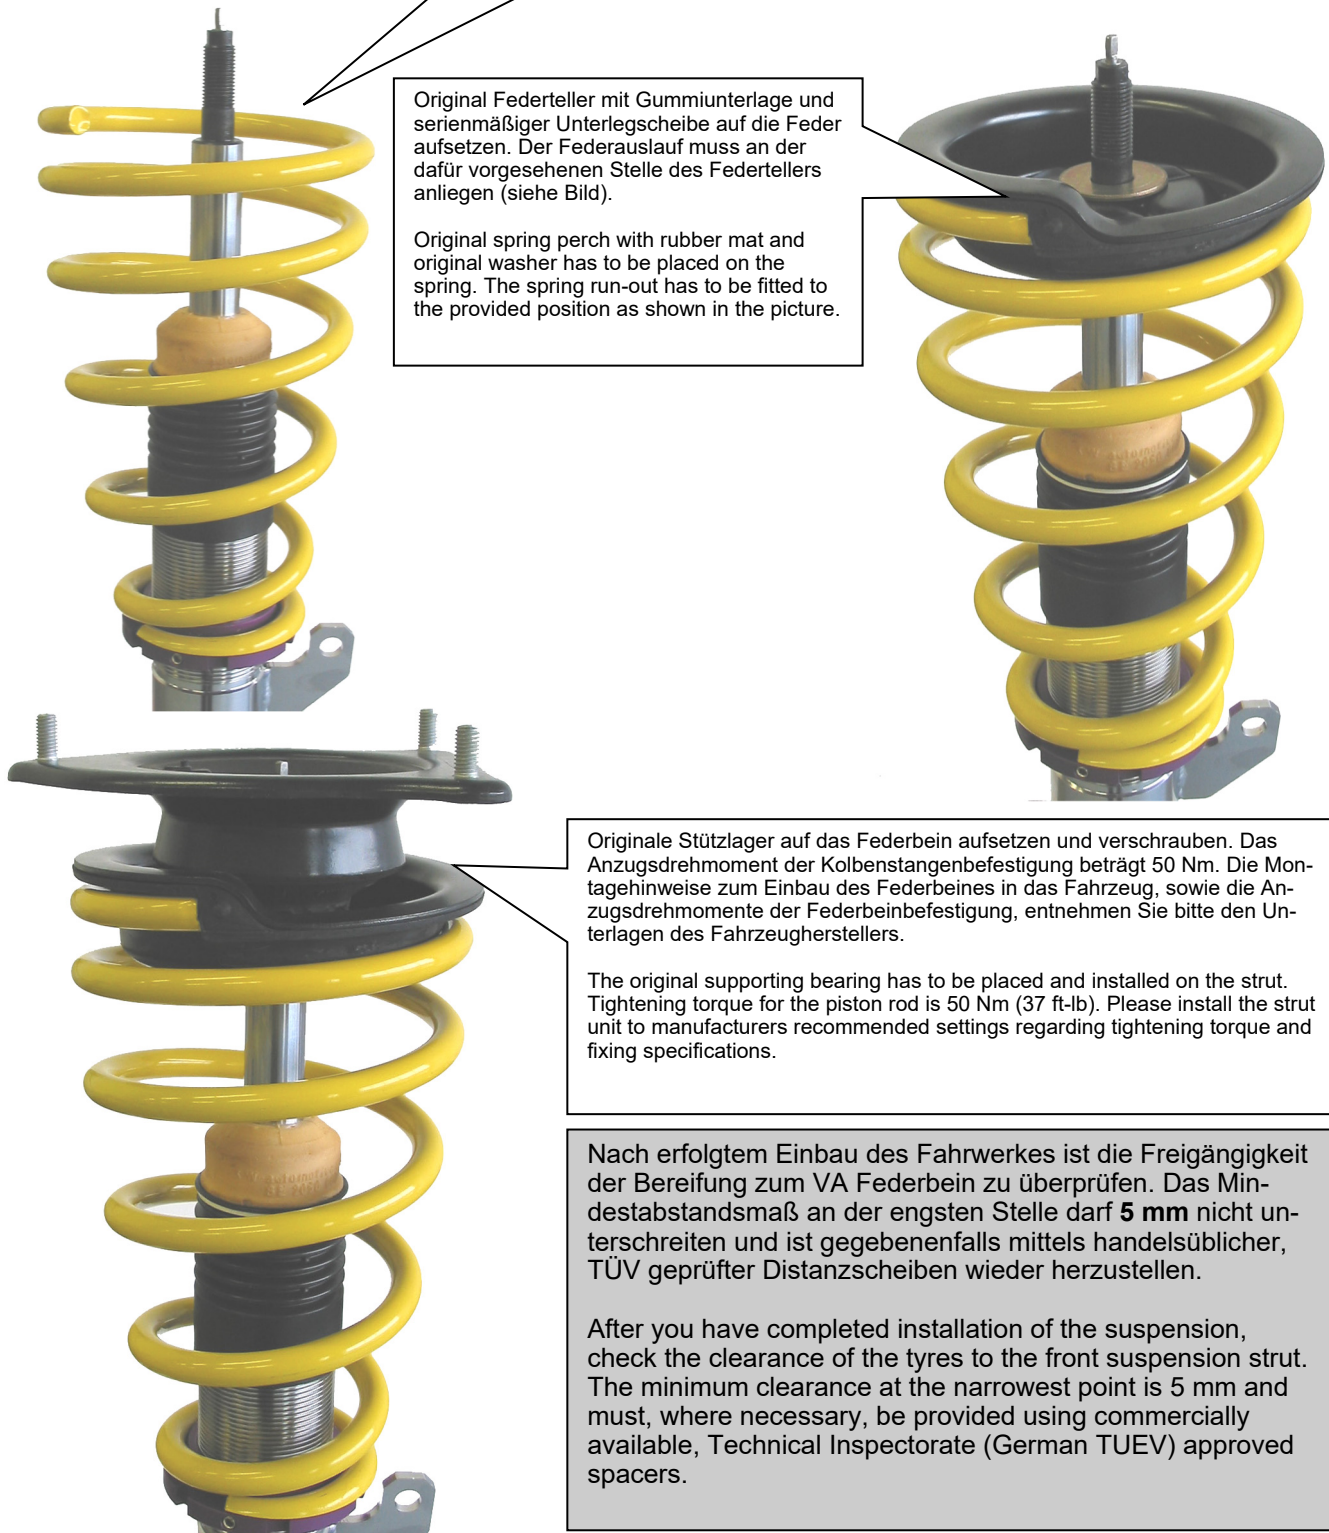 Original Federteller mit Gummiunterlage und
serienmäßiger Unterlegscheibe auf die Feder
aufsetzen. Der Federauslauf muss an der
dafür vorgesehenen Stelle des Federtellers
anliegen (siehe Bild).
Original spring perch with rubber mat and
original washer has to be placed on the
spring. The spring run-out has to be fitted to
the provided position as shown in the picture.
Originale Stützlager auf das Federbein aufsetzen und verschrauben. Das
Anzugsdrehmoment der Kolbenstangenbefestigung beträgt 50 Nm. Die Mon-
tagehinweise zum Einbau des Federbeines in das Fahrzeug, sowie die An-
zugsdrehmomente der Federbeinbefestigung, entnehmen Sie bitte den Un-
terlagen des Fahrzeugherstellers.
The original supporting bearing has to be placed and installed on the strut.
Tightening torque for the piston rod is 50 Nm (37 ft-lb). Please install the strut
unit to manufacturers recommended settings regarding tightening torque and
fixing specifications.
Nach erfolgtem Einbau des Fahrwerkes ist die Freigängigkeit
der Bereifung zum VA Federbein zu überprüfen. Das Min-
destabstandsmaß an der engsten Stelle darf 5 mm nicht un-
terschreiten und ist gegebenenfalls mittels handelsüblicher,
TÜV geprüfter Distanzscheiben wieder herzustellen.
After you have completed installation of the suspension,
check the clearance of the tyres to the front suspension strut.
The minimum clearance at the narrowest point is 5 mm and
must, where necessary, be provided using commercially
available, Technical Inspectorate (German TUEV) approved
spacers.